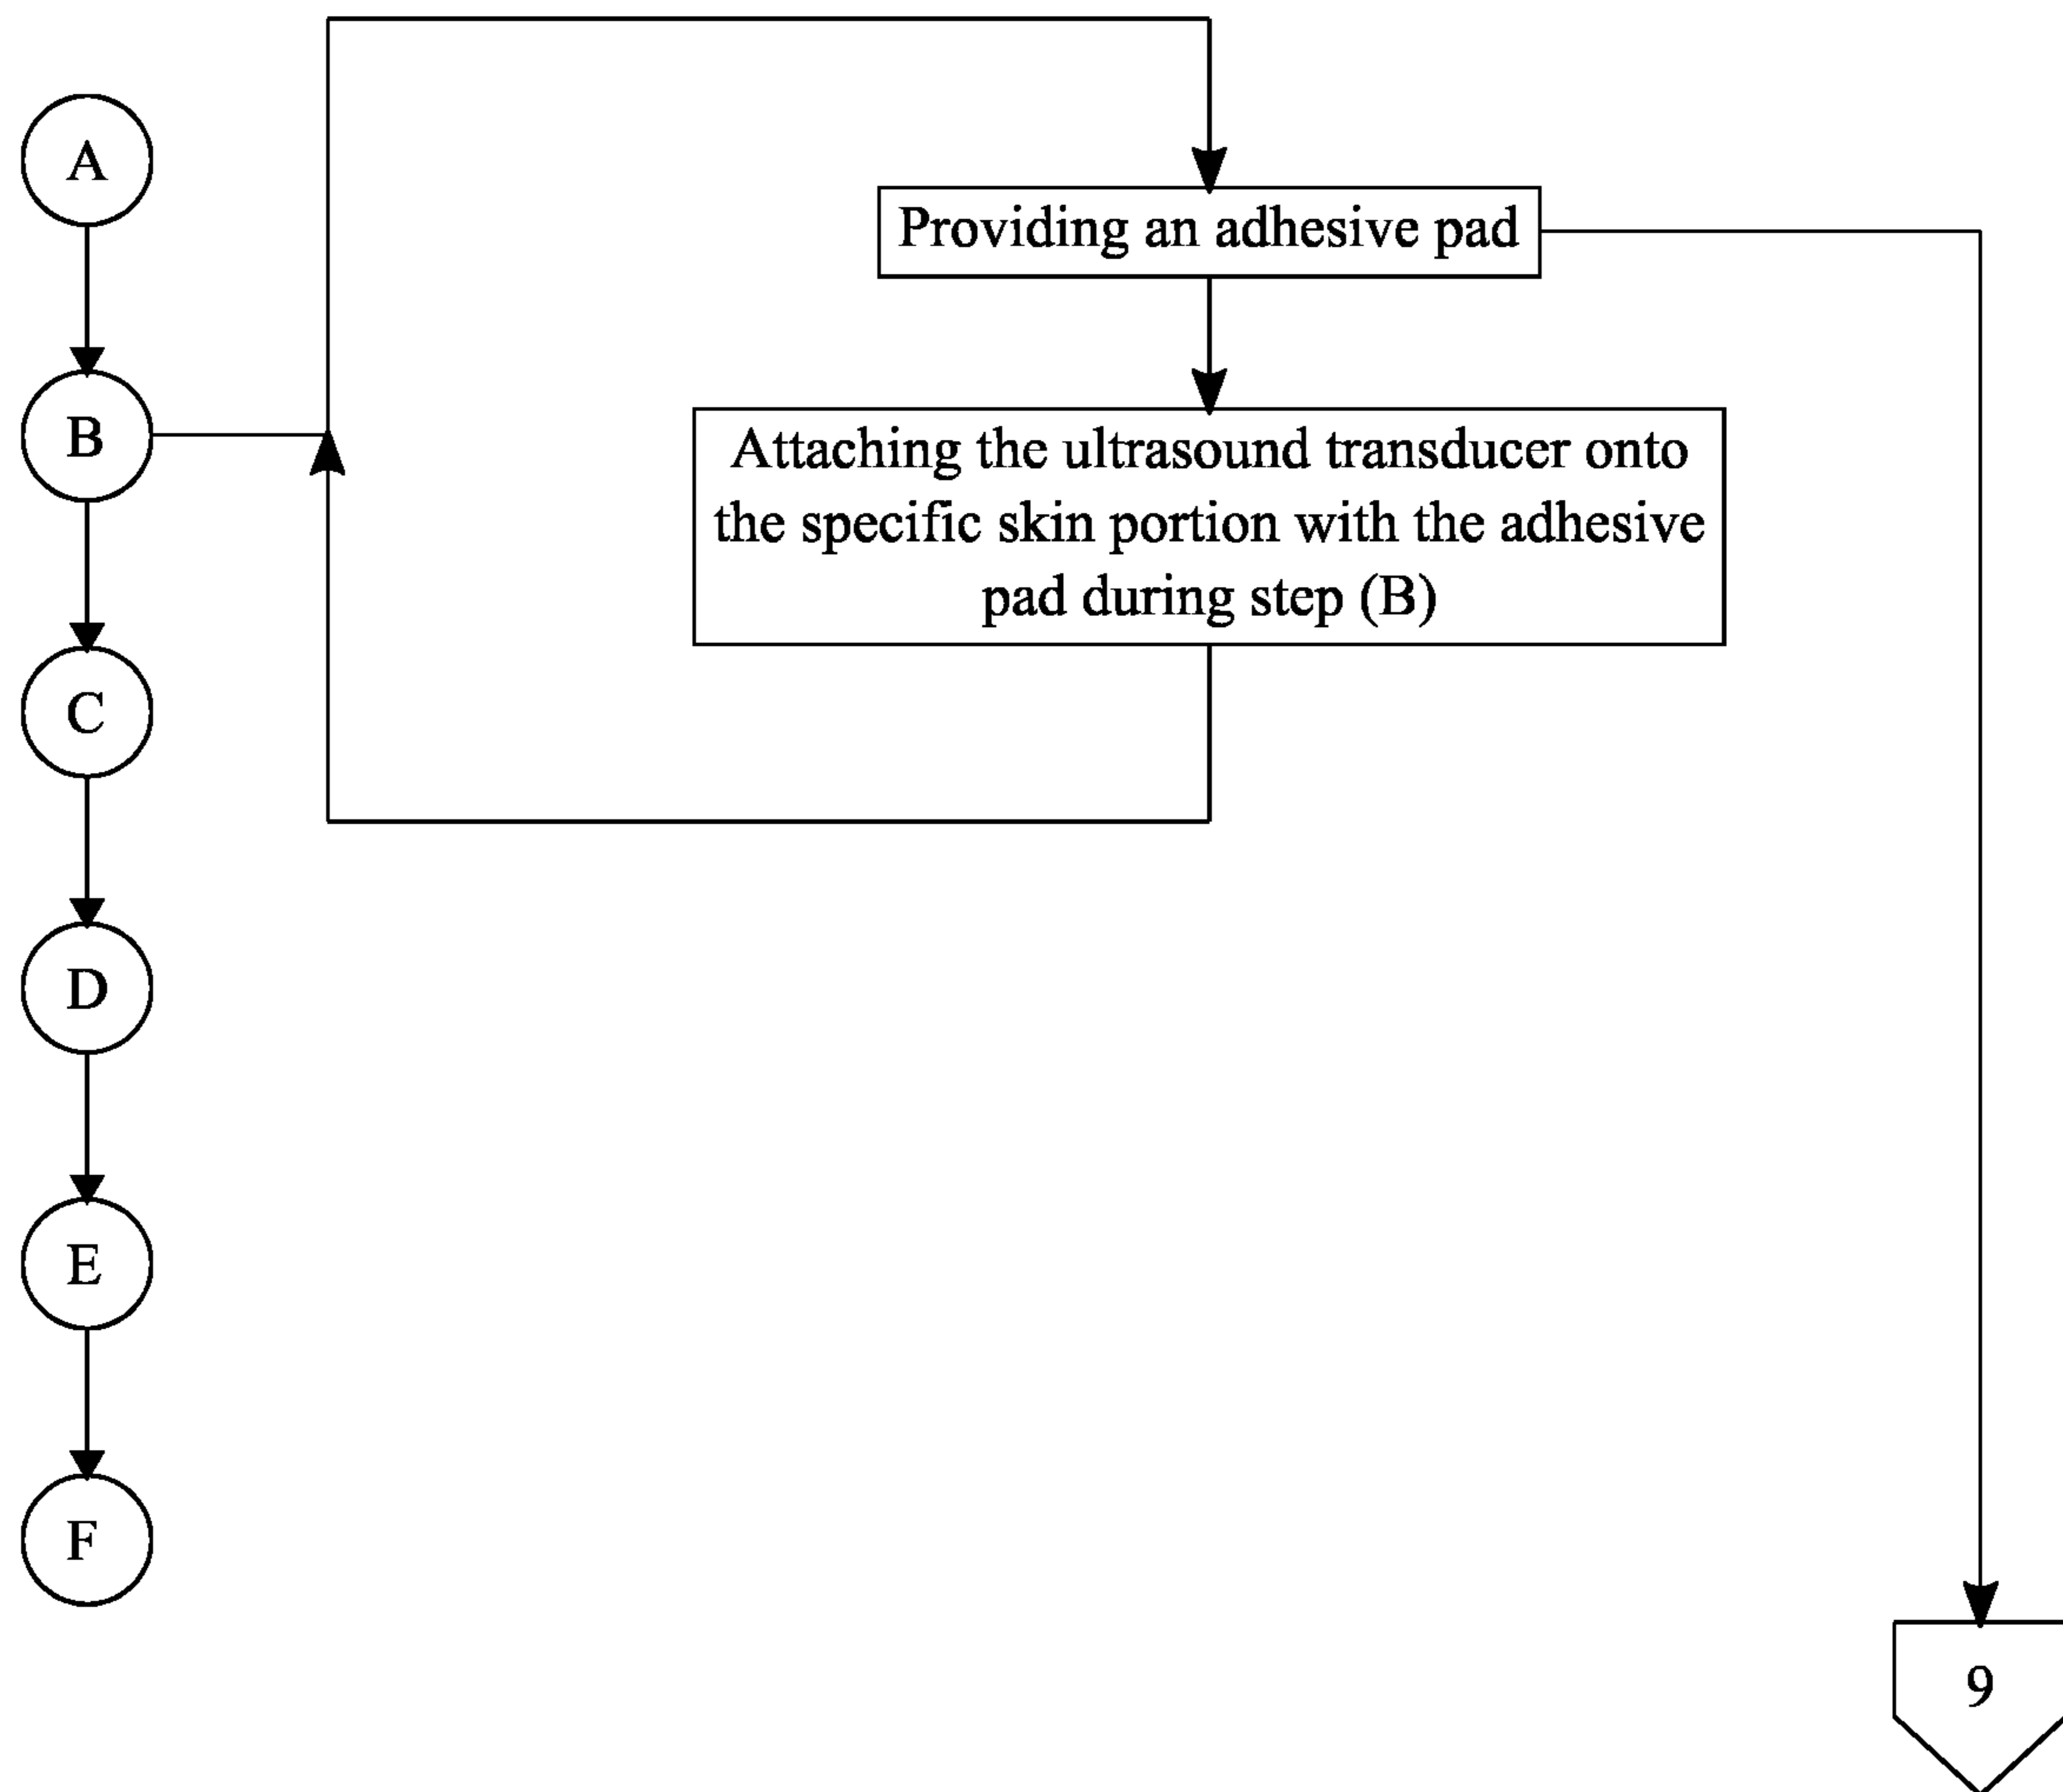 A
B
C
D
E
F
Providing an adhesive pad
Attaching the ultrasound transducer onto
the specific skin portion with the adhesive
pad during step (B)
9